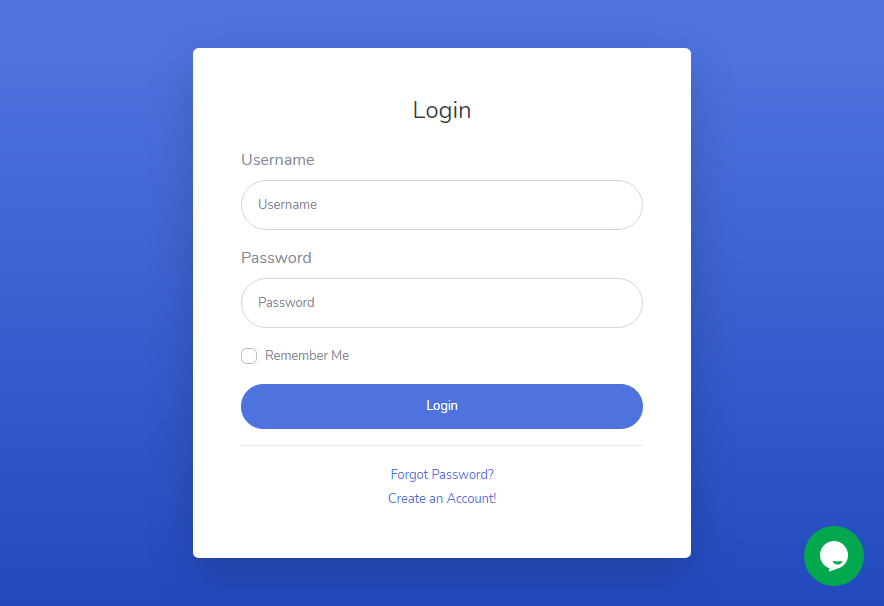 Login
Username
Username
Password
Password
Remember Me
Login
Forgot Password?
Create an Account!